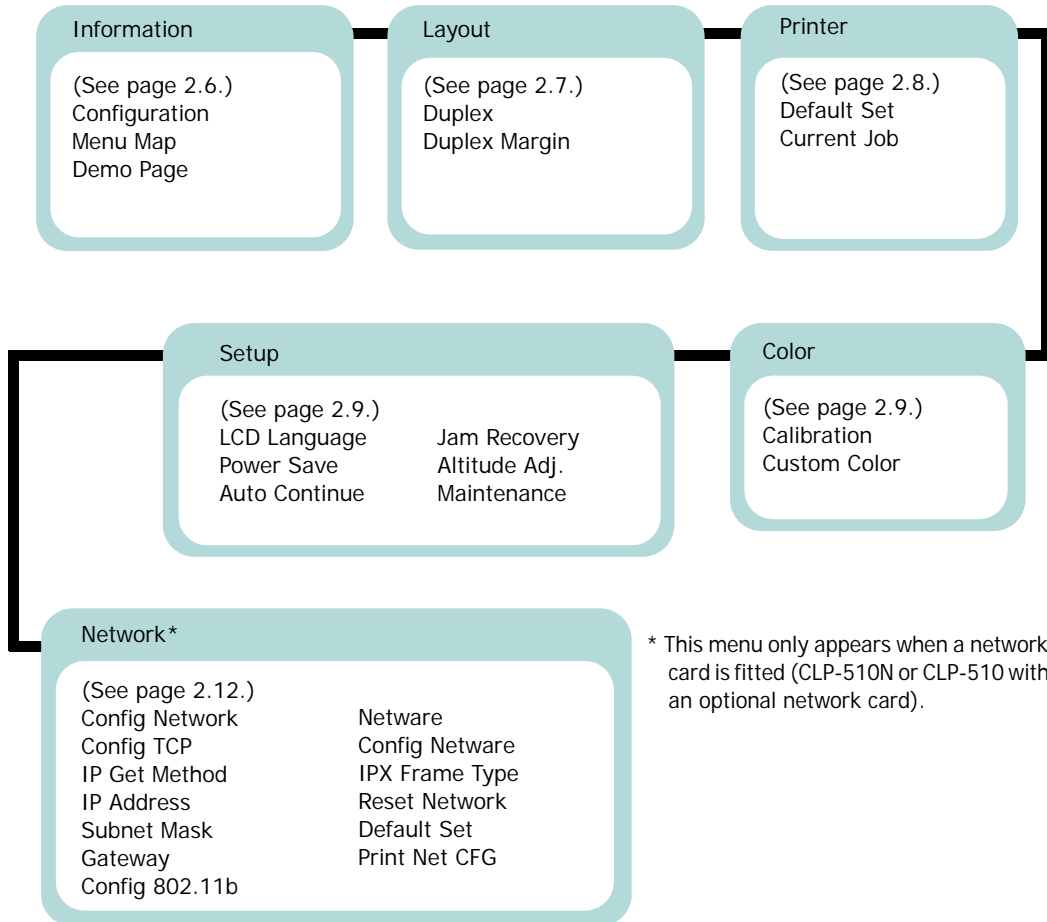 Information
(See page 2.6.)
Configuration
Menu Map
Demo Page
Layout
(See page 2.7.)
Duplex
Duplex Margin
Printer
(See page 2.8.)
Default Set
Current Job
Setup
(See page 2.9.)
LCD Language
Power Save
Auto Continue
Jam Recovery
Altitude Adj.
Maintenance
Color
(See page 2.9.)
Calibration
Custom Color
Network*
(See page 2.12.)
Config Network
Config TCP
IP Get Method
IP Address
Subnet Mask
Gateway
Config 802.11b
Netware
Config Netware
IPX Frame Type
Reset Network
Default Set
Print Net CFG
* This menu only appears when a network
card is fitted (CLP-510N or CLP-510 with
an optional network card).